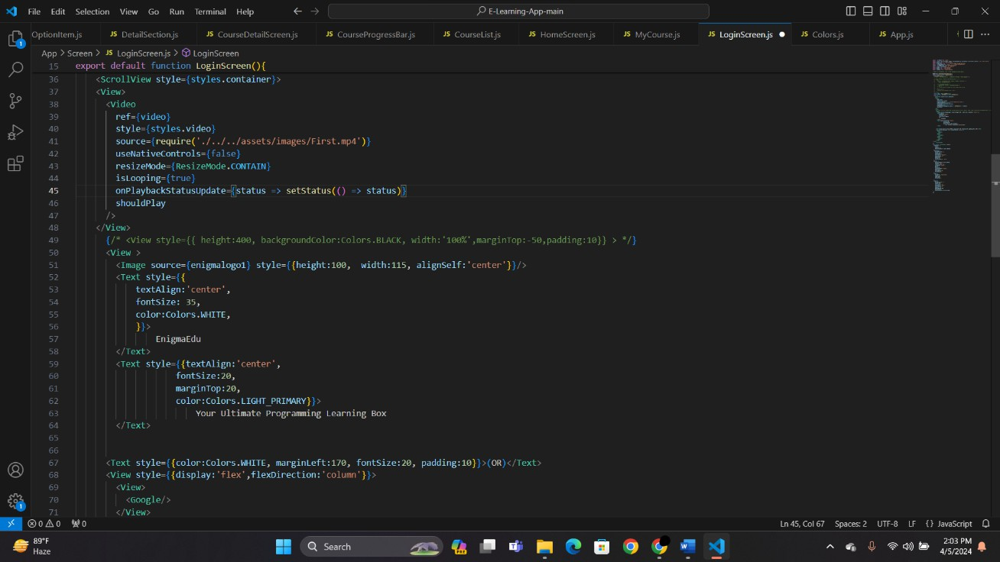 File Edit Selection View Go Run Terminal Help
E-Learning-App-main
OptionItem.js DetailSection.js CourseDetailScreen.js CourseProgressBar.js CourseList.js HomeScreen.js MyCourse.js LoginScreen.js Colors.js App.js
App > Screen > JS LoginScreen.js > LoginScreen
15 export default function LoginScreen(){
36 <ScrollView style={styles.container}>
37 <View>
38 <Video
39 ref={video}
40 style={styles.video}
41 source={require('./../../assets/images/First.mp4')}
42 useNativeControls={false}
43 resizeMode={ResizeMode.CONTAIN}
44 isLooping={true}
45 onPlaybackStatusUpdate={status => setStatus(() => status)}
46 shouldPlay
47 />
48 </View>
49 {/* <View style={{ height:400, backgroundColor:Colors.BLACK, width:'100%',marginTop:-50,padding:10}} > */}
50 <View >
51 <Image source={enigmalogo1} style={{height:100,  width:115, alignSelf:'center'}}/>
52 <Text style={{
53 textAlign:'center',
54 fontSize: 35,
55 color:Colors.WHITE,
56 }}>
57 EnigmaEdu
58 </Text>
59 <Text style={{textAlign:'center',
60 fontSize:20,
61 marginTop:20,
62 color:Colors.LIGHT_PRIMARY}}>
63 Your Ultimate Programming Learning Box
64 </Text>
65
66
67 <Text style={{color:Colors.WHITE, marginLeft:170, fontSize:20, padding:10}}>(OR)</Text>
68 <View style={{display:'flex',flexDirection:'column'}}>
69 <View>
70 <Google/>
71 </View>
0 0 0 Ln 45, Col 67 Spaces: 2 UTF-8 LF {} JavaScript
89°F
Haze
Search
2:03 PM
4/5/2024